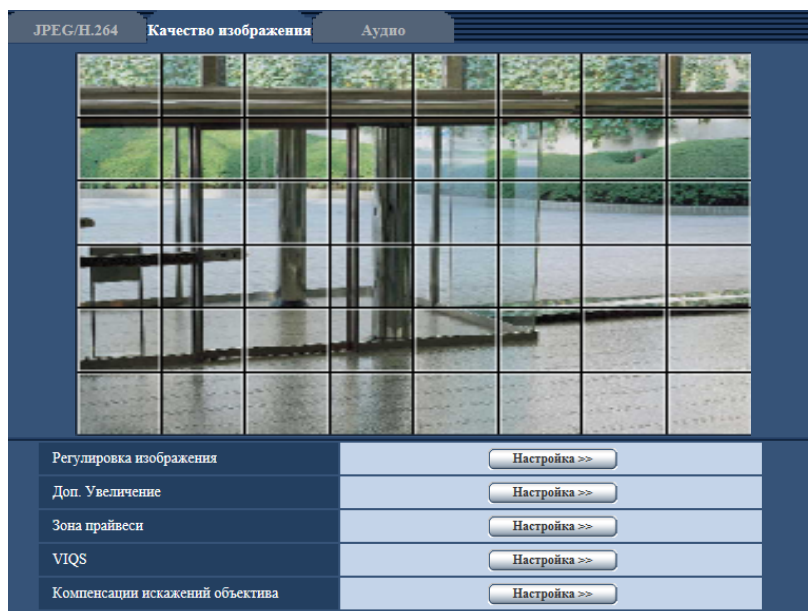 JPEG/H.264 Качество изображения Аудио
Регулировка изображения Настройка >>
Доп. Увеличение Настройка >>
Зона прайвеси Настройка >>
VIQS Настройка >>
Компенсации искажений объектива Настройка >>